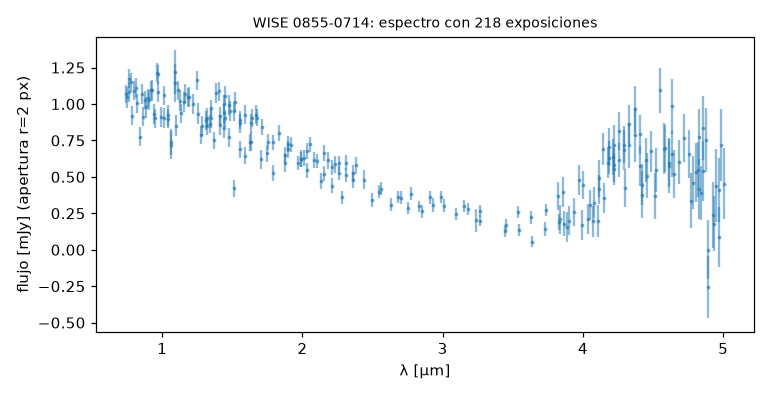 WISE 0855-0714: espectro con 218 exposiciones
flujo [mJy] (apertura r=2 px)
1.25
1.00
0.75
0.50
0.25
0.00
−0.25
−0.50
1 2 3 4 5
λ [µm]